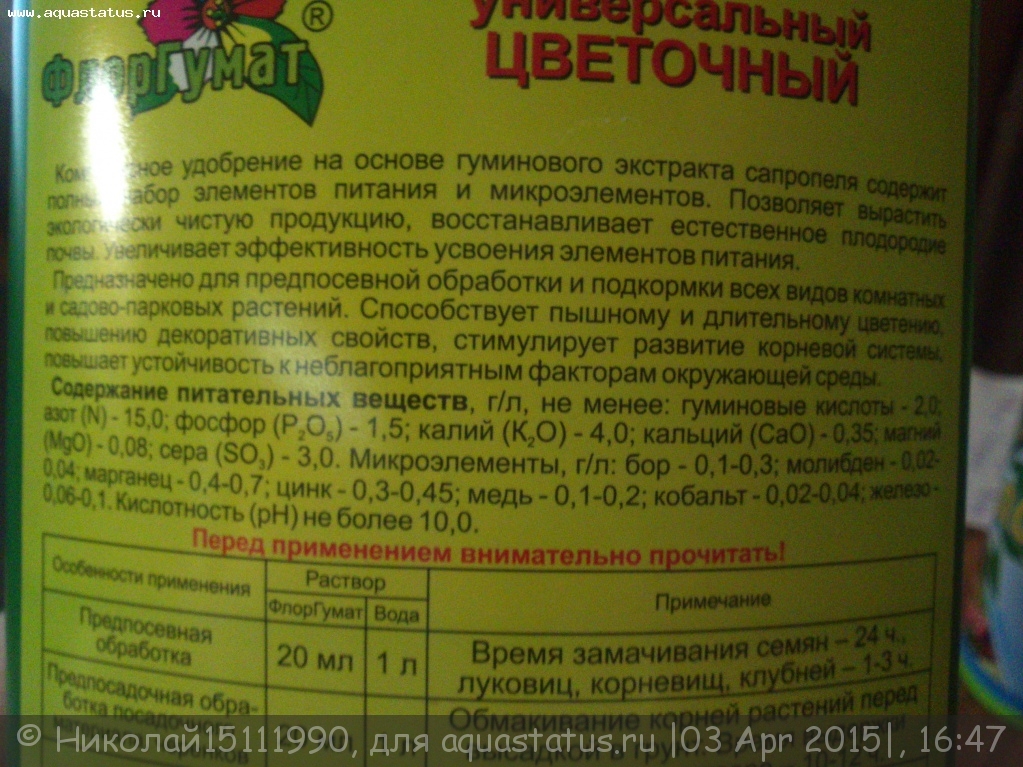 www.aquastatus.ru
ФлорГумат ®
универсальный
ЦВЕТОЧНЫЙ
удобрение на основе гуминового экстракта сапропеля содержит
набор элементов питания и микроэлементов. Позволяет вырастить
экологически чистую продукцию, восстанавливает естественное плодородие
почвы. Увеличивает эффективность усвоения элементов питания.
Предназначено для предпосевной обработки и подкормки всех видов комнатных
и садово-парковых растений. Способствует пышному и длительному цветению,
повышению декоративных свойств, стимулирует развитие корневой системы,
повышает устойчивость к неблагоприятным факторам окружающей среды.
Содержание питательных веществ, г/л, не менее: гуминовые кислоты - 2,0;
азот (N) - 15,0; фосфор (P₂O₅) - 1,5; калий (K₂O) - 4,0; кальций (CaO) - 0,35; магний
(MgO) - 0,08; сера (SO₃) - 3,0. Микроэлементы, г/л: бор - 0,1-0,3; молибден - 0,02-
0,04; марганец - 0,4-0,7; цинк - 0,3-0,45; медь - 0,1-0,2; кобальт - 0,02-0,04; железо -
0,06-0,1. Кислотность (pH) не более 10,0.
Перед применением внимательно прочитать!
Особенности применения
Раствор
ФлорГумат
Вода
Примечание
Предпосевная
обработка
20 мл
1 л
Время замачивания семян – 24 ч.,
луковиц, корневищ, клубней – 1-3 ч.
Предпосадочная обра-
ботка посадочного
Обмакивание корней растений перед
высадкой в грунт.
© Николай15111990, для aquastatus.ru |03 Apr 2015|, 16:47